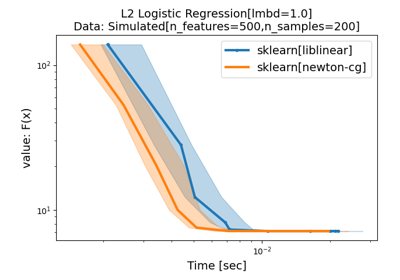 L2 Logistic Regression[lmbd=1.0]
Data: Simulated[n_features=500,n_samples=200]
sklearn[liblinear]
sklearn[newton-cg]
value: F(x)
10²
10¹
10⁻²
Time [sec]